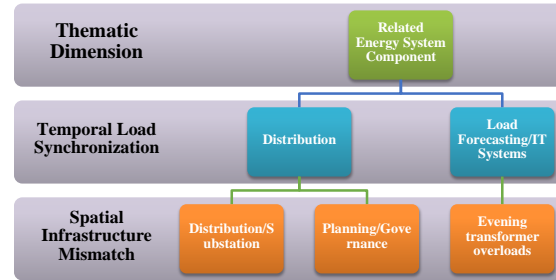 Thematic
Dimension
Related
Energy System
Component
Temporal Load
Synchronization
Distribution
Load
Forecasting/IT
Systems
Spatial
Infrastructure
Mismatch
Distribution/S
ubstation
Planning/Gove
rnance
Evening
transformer
overloads